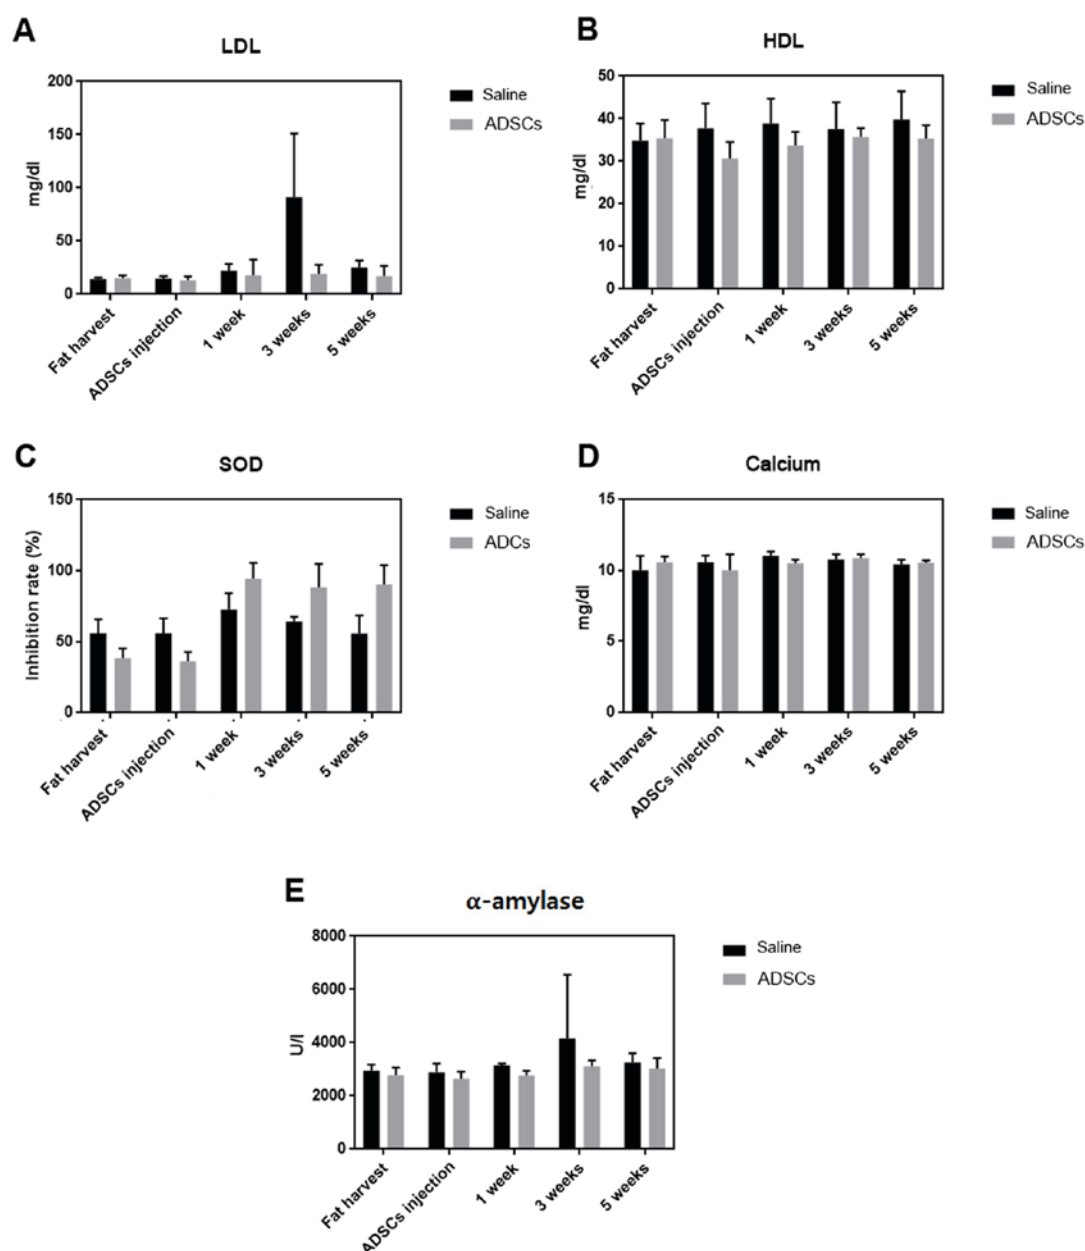 A
LDL
200
150
100
50
0
mg/dl
Fat harvest
ADSCs injection
1 week
3 weeks
5 weeks
Saline
ADSCs
B
HDL
50
40
30
20
10
0
mg/dl
Fat harvest
ADSCs injection
1 week
3 weeks
5 weeks
Saline
ADSCs
C
SOD
150
100
50
0
Inhibition rate (%)
Fat harvest
ADSCs injection
1 week
3 weeks
5 weeks
Saline
ADCs
D
Calcium
15
10
5
0
mg/dl
Fat harvest
ADSCs injection
1 week
3 weeks
5 weeks
Saline
ADSCs
E
α-amylase
8000
6000
4000
2000
0
U/l
Fat harvest
ADSCs injection
1 week
3 weeks
5 weeks
Saline
ADSCs